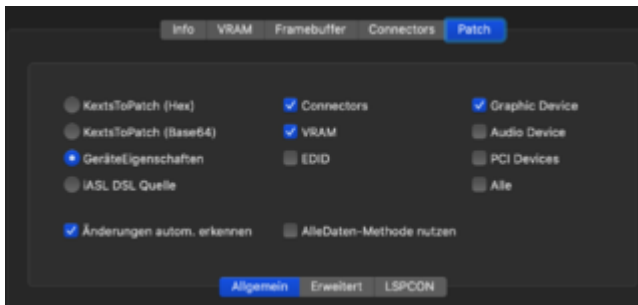 Info VRAM Framebuffer Connectors Patch
KextsToPatch (Hex) Connectors Graphic Device
KextsToPatch (Base64) VRAM Audio Device
GeräteEigenschaften EDID PCI Devices
iASL DSL Quelle Alle
Änderungen autom. erkennen AlleDaten-Methode nutzen
Allgemein Erweitert LSPCON